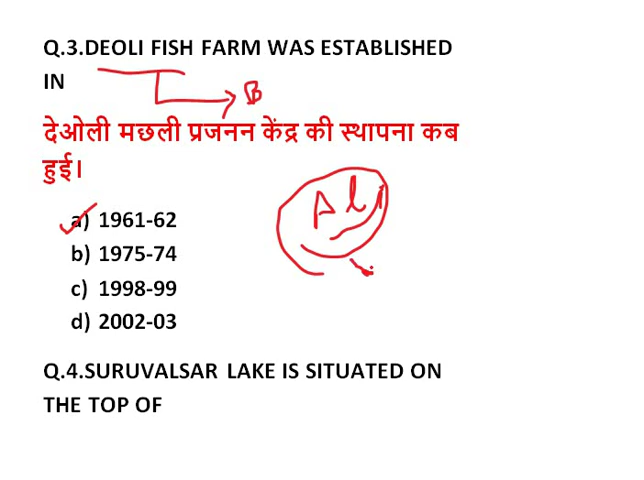 Q.3.DEOLI FISH FARM WAS ESTABLISHED
IN
B
देओली मछली प्रजनन केंद्र की स्थापना कब
हुई।
a) 1961-62
b) 1975-74
c) 1998-99
d) 2002-03
Q.4.SURUVALSAR LAKE IS SITUATED ON
THE TOP OF